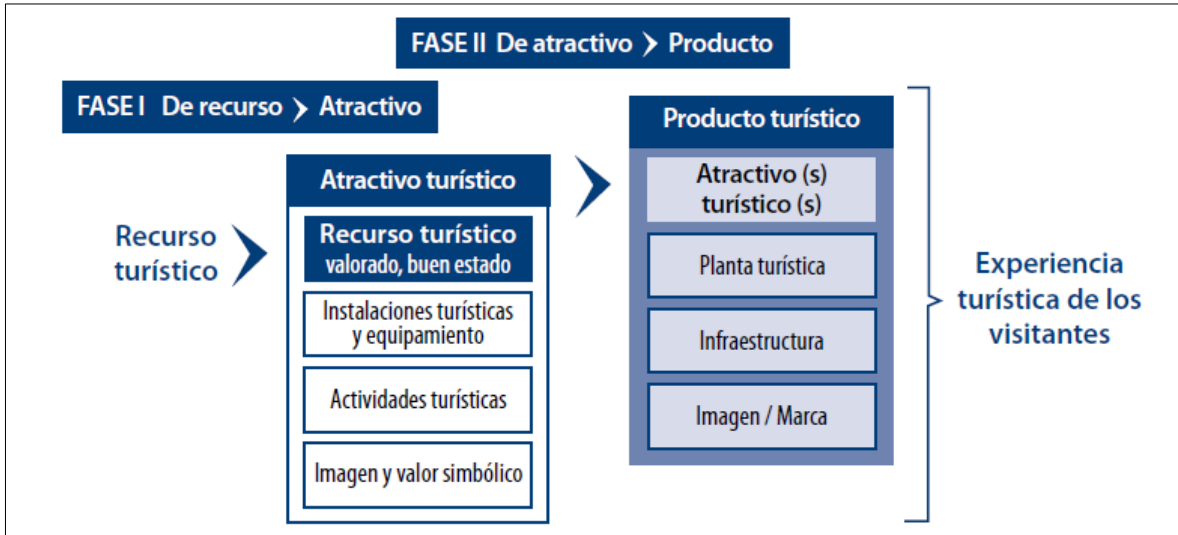 FASE II De atractivo > Producto
FASE I De recurso > Atractivo
Recurso
turístico
Atractivo turístico
Recurso turístico
valorado, buen estado
Instalaciones turísticas
y equipamiento
Actividades turísticas
Imagen y valor simbólico
Producto turístico
Atractivo (s)
turístico (s)
Planta turística
Infraestructura
Imagen / Marca
Experiencia
turística de los
visitantes